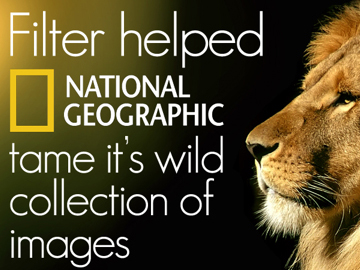 Filter helped
NATIONAL
GEOGRAPHIC
tame it's wild
collection of
images